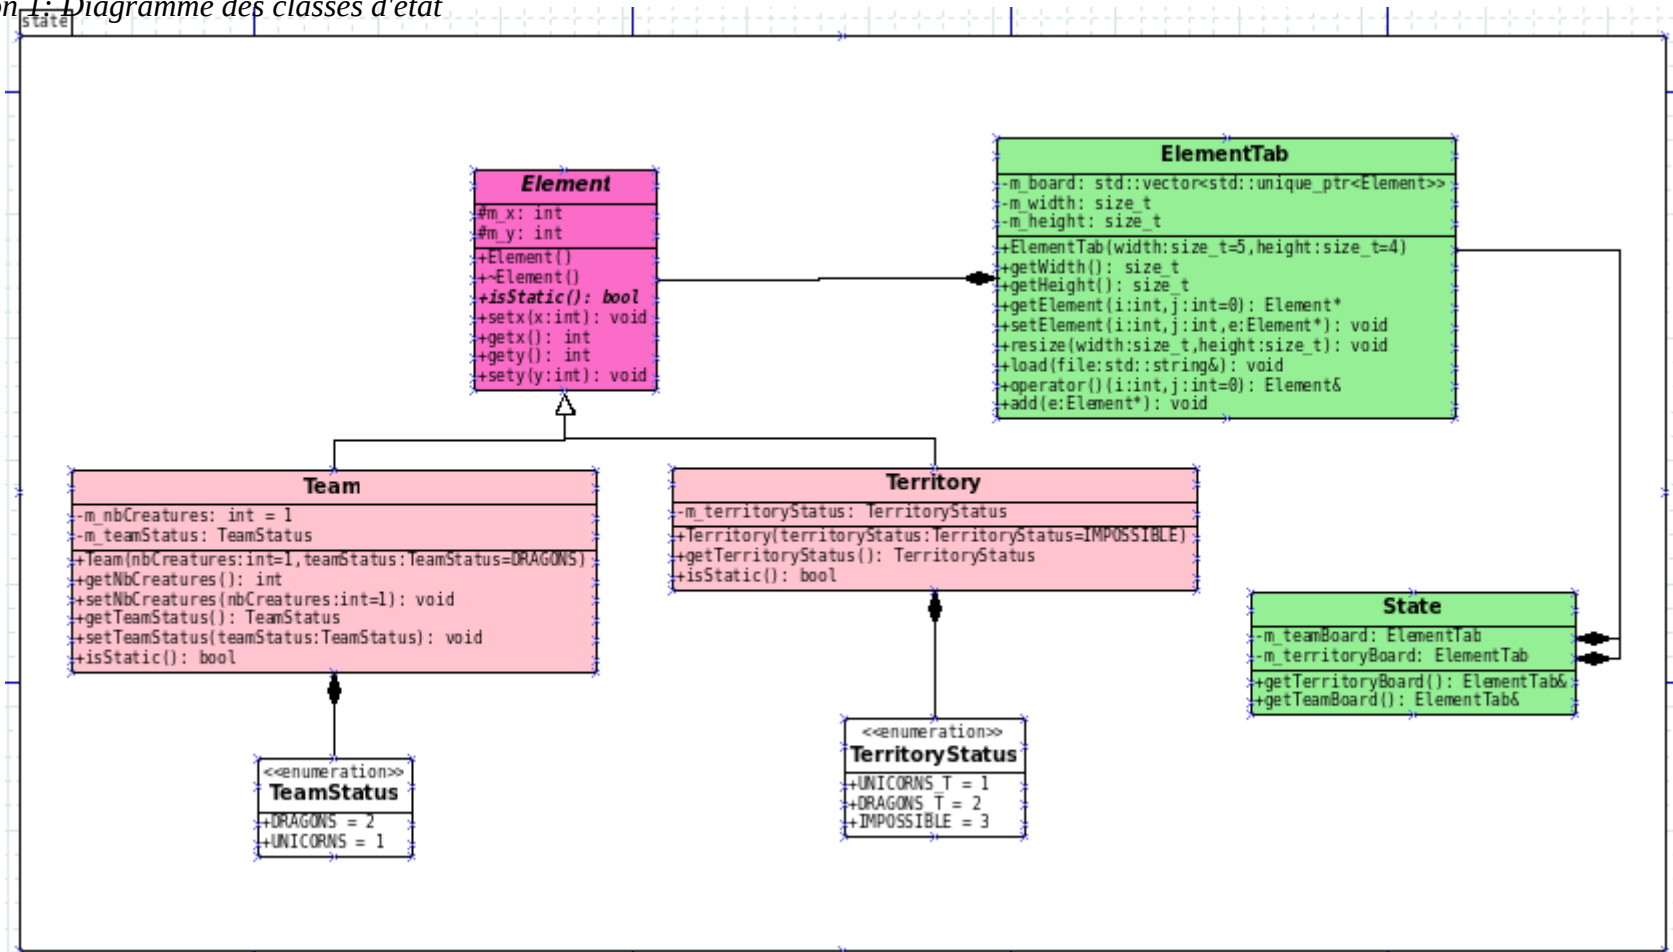 on 1: Diagramme des classes d'état
state
Element
#m_x: int
#m_y: int
+Element()
+~Element()
+isStatic(): bool
+setx(x:int): void
+getx(): int
+gety(): int
+sety(y:int): void
ElementTab
-m_board: std::vector<std::unique_ptr<Element>>
-m_width: size_t
-m_height: size_t
+ElementTab(width:size_t=5,height:size_t=4)
+getWidth(): size_t
+getHeight(): size_t
+getElement(i:int,j:int=0): Element*
+setElement(i:int,j:int,e:Element*): void
+resize(width:size_t,height:size_t): void
+load(file:std::string&): void
+operator()(i:int,j:int=0): Element&
+add(e:Element*): void
Team
-m_nbCreatures: int = 1
-m_teamStatus: TeamStatus
+Team(nbCreatures:int=1,teamStatus:TeamStatus=DRAGONS)
+getNbCreatures(): int
+setNbCreatures(nbCreatures:int=1): void
+getTeamStatus(): TeamStatus
+setTeamStatus(teamStatus:TeamStatus): void
+isStatic(): bool
Territory
-m_territoryStatus: TerritoryStatus
+Territory(territoryStatus:TerritoryStatus=IMPOSSIBLE)
+getTerritoryStatus(): TerritoryStatus
+isStatic(): bool
State
-m_teamBoard: ElementTab
-m_territoryBoard: ElementTab
+getTerritoryBoard(): ElementTab&
+getTeamBoard(): ElementTab&
<<enumeration>>
TeamStatus
+DRAGONS = 2
+UNICORNS = 1
<<enumeration>>
TerritoryStatus
+UNICORNS_T = 1
+DRAGONS_T = 2
+IMPOSSIBLE = 3